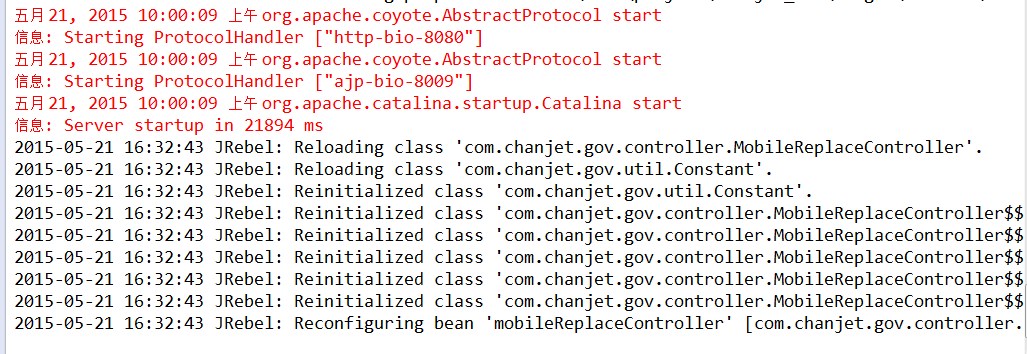 五月 21, 2015 10:00:09 上午 org.apache.coyote.AbstractProtocol start
信息: Starting ProtocolHandler ["http-bio-8080"]
五月 21, 2015 10:00:09 上午 org.apache.coyote.AbstractProtocol start
信息: Starting ProtocolHandler ["ajp-bio-8009"]
五月 21, 2015 10:00:09 上午 org.apache.catalina.startup.Catalina start
信息: Server startup in 21894 ms
2015-05-21 16:32:43 JRebel: Reloading class 'com.chanjet.gov.controller.MobileReplaceController'.
2015-05-21 16:32:43 JRebel: Reloading class 'com.chanjet.gov.util.Constant'.
2015-05-21 16:32:43 JRebel: Reinitialized class 'com.chanjet.gov.util.Constant'.
2015-05-21 16:32:43 JRebel: Reinitialized class 'com.chanjet.gov.controller.MobileReplaceController$$
2015-05-21 16:32:43 JRebel: Reinitialized class 'com.chanjet.gov.controller.MobileReplaceController$$
2015-05-21 16:32:43 JRebel: Reinitialized class 'com.chanjet.gov.controller.MobileReplaceController$$
2015-05-21 16:32:43 JRebel: Reinitialized class 'com.chanjet.gov.controller.MobileReplaceController$$
2015-05-21 16:32:43 JRebel: Reinitialized class 'com.chanjet.gov.controller.MobileReplaceController$$
2015-05-21 16:32:43 JRebel: Reconfiguring bean 'mobileReplaceController' [com.chanjet.gov.controller.